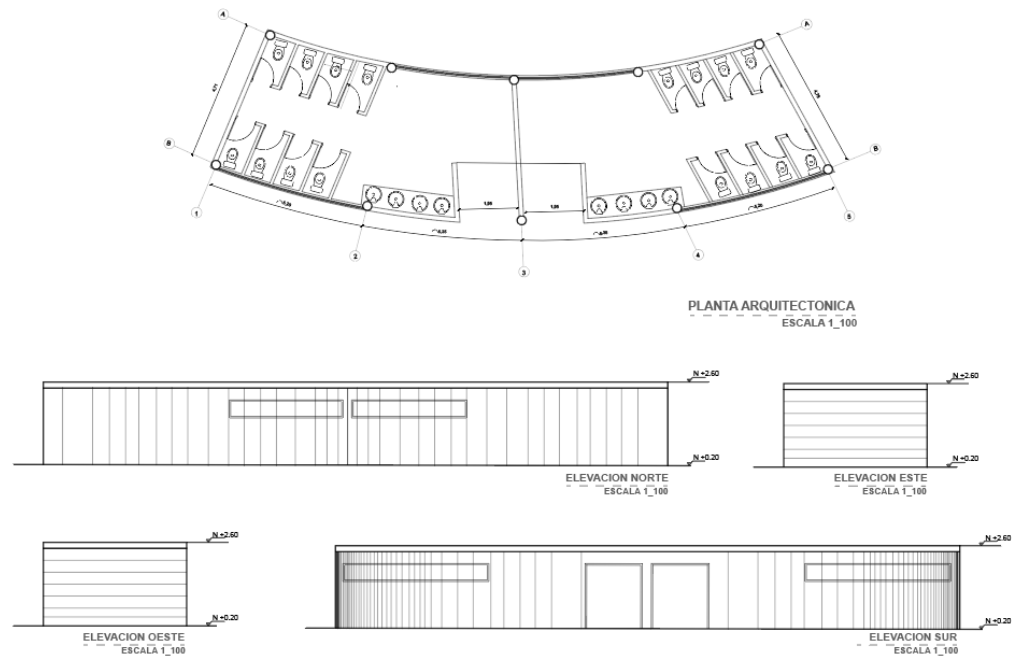 A
A
B
B
1
2
3
4
5
PLANTA ARQUITECTONICA
ESCALA 1_100
N +2.60
N +0.20
ELEVACION NORTE
ESCALA 1_100
N +2.60
N +0.20
ELEVACION ESTE
ESCALA 1_100
N +2.60
N +0.20
ELEVACION OESTE
ESCALA 1_100
N +2.60
N +0.20
ELEVACION SUR
ESCALA 1_100